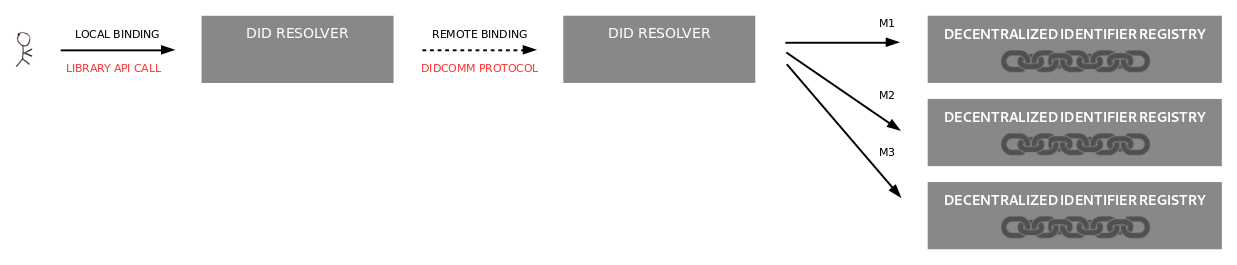 LOCAL BINDING
LIBRARY API CALL
DID RESOLVER
REMOTE BINDING
DIDCOMM PROTOCOL
DID RESOLVER
M1
M2
M3
DECENTRALIZED IDENTIFIER REGISTRY
DECENTRALIZED IDENTIFIER REGISTRY
DECENTRALIZED IDENTIFIER REGISTRY